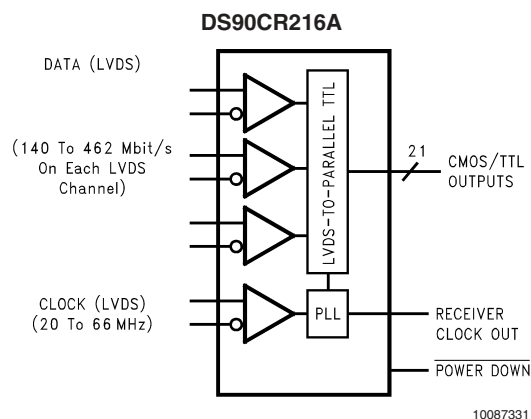 DS90CR216A
DATA (LVDS)
(140 To 462 Mbit/s
On Each LVDS
Channel)
LVDS-TO-PARALLEL TTL
21
CMOS/TTL
OUTPUTS
CLOCK (LVDS)
(20 To 66 MHz)
PLL
RECEIVER
CLOCK OUT
POWER DOWN
10087331